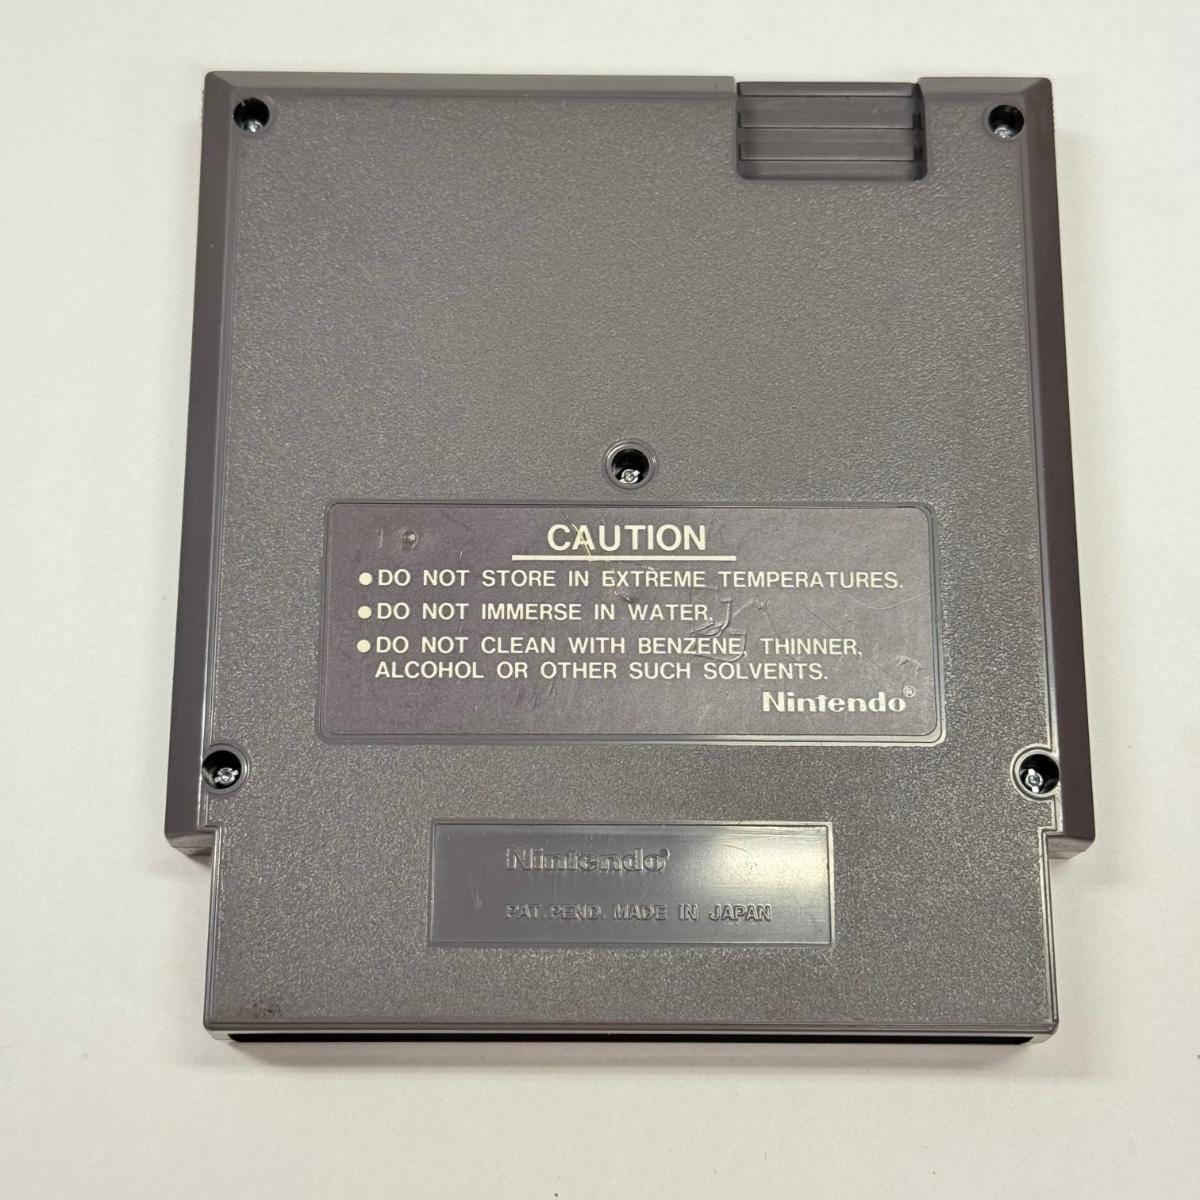 19
CAUTION
●DO NOT STORE IN EXTREME TEMPERATURES.
●DO NOT IMMERSE IN WATER.
●DO NOT CLEAN WITH BENZENE, THINNER,
ALCOHOL OR OTHER SUCH SOLVENTS.
Nintendo®
Nintendo®
PAT.PEND. MADE IN JAPAN